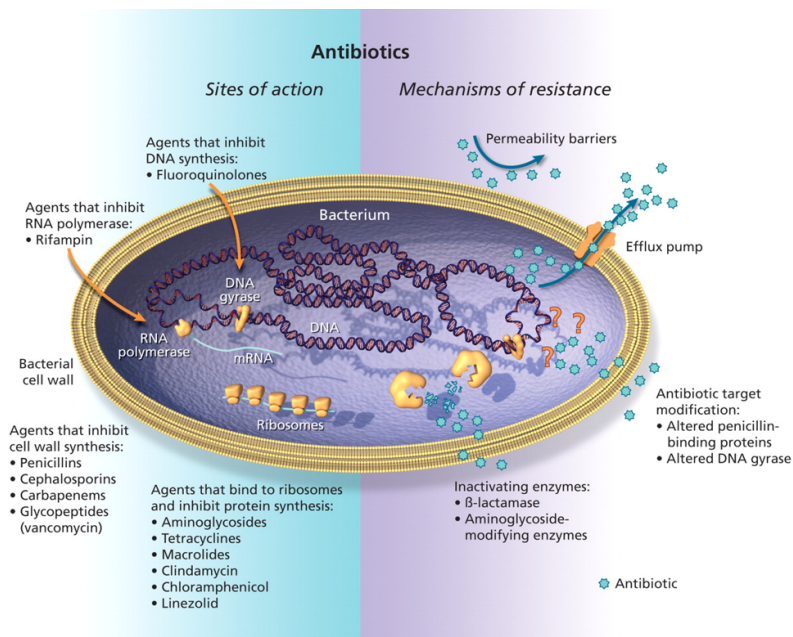 Antibiotics
Sites of action
Mechanisms of resistance
Agents that inhibit
DNA synthesis:
• Fluoroquinolones
Permeability barriers
Agents that inhibit
RNA polymerase:
• Rifampin
Bacterium
Efflux pump
DNA
gyrase
DNA
RNA
polymerase
mRNA
? ?
?
Bacterial
cell wall
Ribosomes
Antibiotic target
modification:
• Altered penicillin-
binding proteins
• Altered DNA gyrase
Agents that inhibit
cell wall synthesis:
• Penicillins
• Cephalosporins
• Carbapenems
• Glycopeptides
(vancomycin)
Agents that bind to ribosomes
and inhibit protein synthesis:
• Aminoglycosides
• Tetracyclines
• Macrolides
• Clindamycin
• Chloramphenicol
• Linezolid
Inactivating enzymes:
• ß-lactamase
• Aminoglycoside-
modifying enzymes
Antibiotic